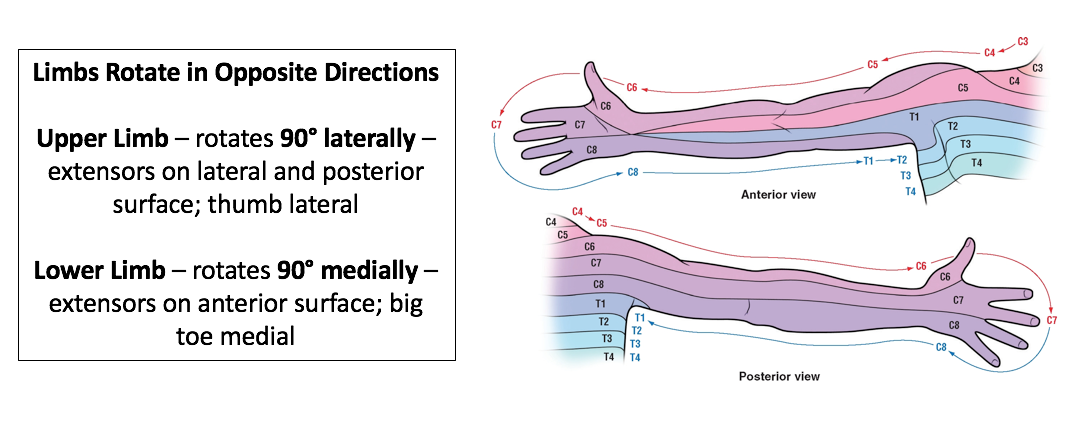 Limbs Rotate in Opposite Directions
Upper Limb – rotates 90° laterally –
extensors on lateral and posterior
surface; thumb lateral
Lower Limb – rotates 90° medially –
extensors on anterior surface; big
toe medial
C3
C4
C5
C6
C7
C3
C4
C5
C6
C7
C8
T1
T2
T3
T4
C8
T1
T2
T3
T4
Anterior view
C4
C5
C4
C5
C6
C7
C8
T1
T2
T3
T4
T1
T2
T3
T4
C6
C6
C7
C8
C7
C8
Posterior view